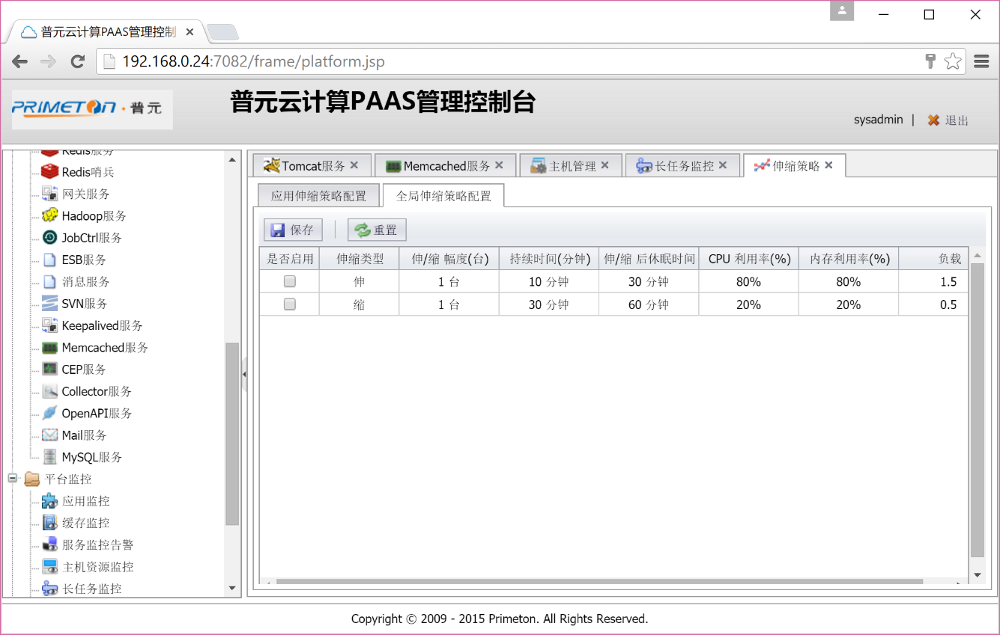 普元云计算PAAS管理控制
192.168.0.24:7082/frame/platform.jsp
PRIMETON · 普元
普元云计算PAAS管理控制台
sysadmin | 退出
Redis服务
Redis哨兵
网关服务
Hadoop服务
JobCtrl服务
ESB服务
消息服务
SVN服务
Keepalived服务
Memcached服务
CEP服务
Collector服务
OpenAPI服务
Mail服务
MySQL服务
平台监控
应用监控
缓存监控
服务监控告警
主机资源监控
长任务监控
Tomcat服务 Memcached服务 主机管理 长任务监控 伸缩策略
应用伸缩策略配置 全局伸缩策略配置
保存 重置
是否启用 伸缩类型 伸/缩 幅度(台) 持续时间(分钟) 伸/缩 后休眠时间 CPU 利用率(%) 内存利用率(%) 负载
伸 1 台 10 分钟 30 分钟 80% 80% 1.5
缩 1 台 30 分钟 60 分钟 20% 20% 0.5
Copyright © 2009 - 2015 Primeton. All Rights Reserved.